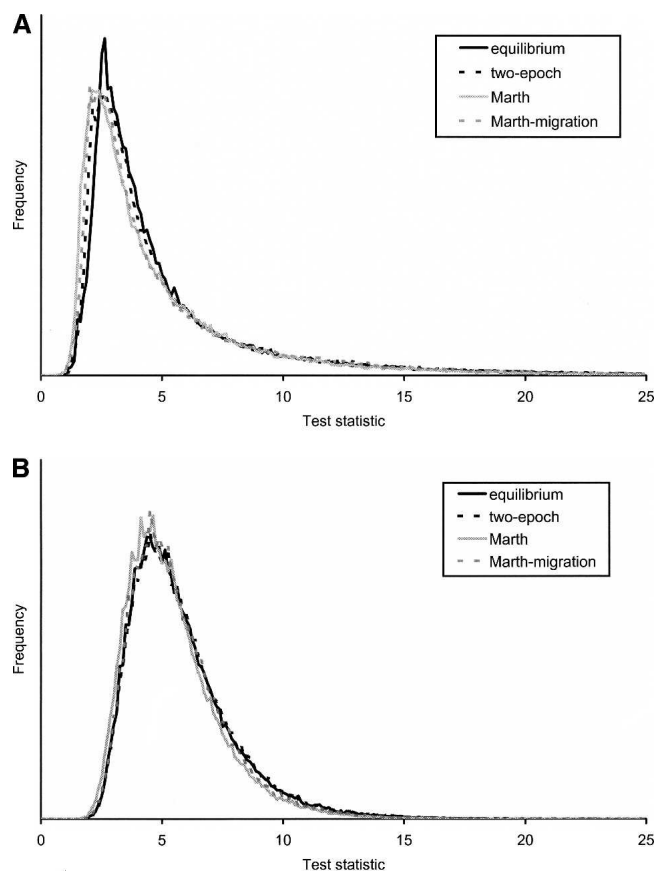 A
equilibrium
two-epoch
Marth
Marth-migration
Frequency
0 5 10 15 20 25
Test statistic
B
equilibrium
two-epoch
Marth
Marth-migration
Frequency
0 5 10 15 20 25
Test statistic